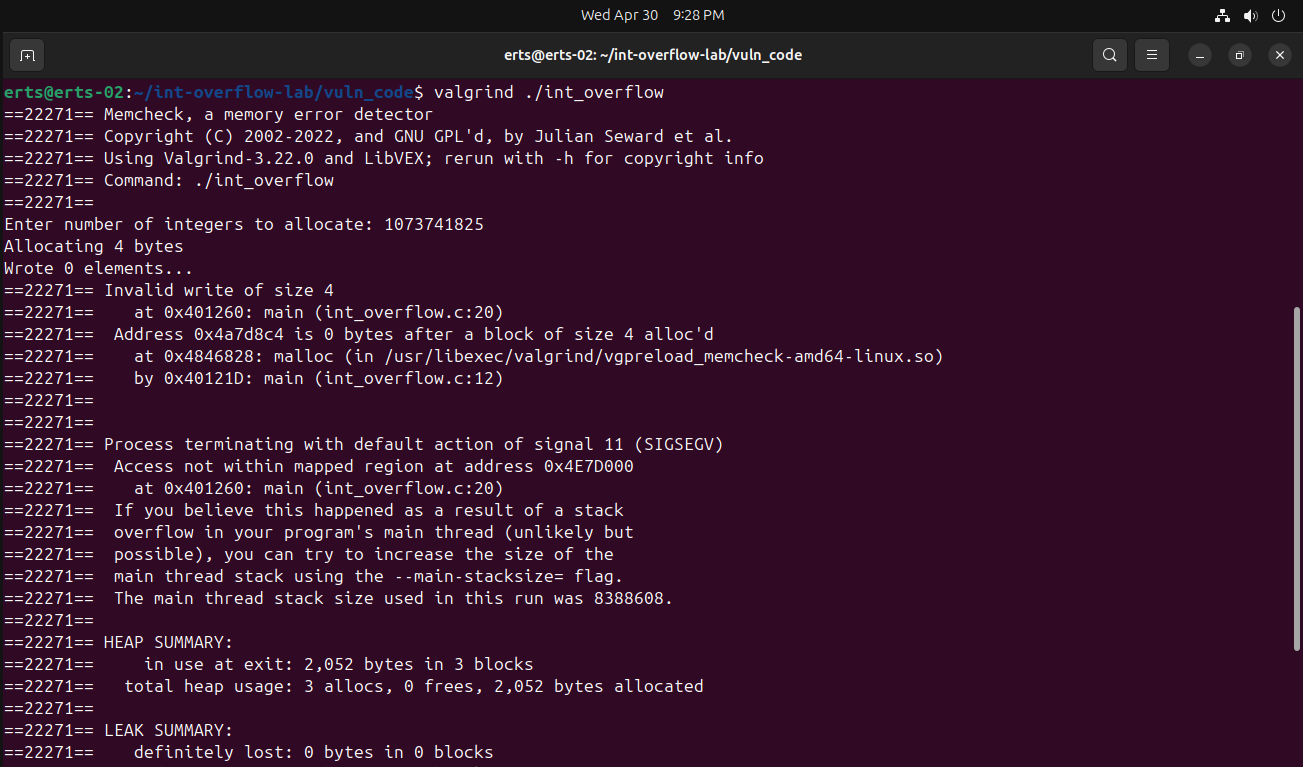 Wed Apr 30 9:28 PM
erts@erts-02: ~/int-overflow-lab/vuln_code
erts@erts-02:~/int-overflow-lab/vuln_code$ valgrind ./int_overflow
==22271== Memcheck, a memory error detector
==22271== Copyright (C) 2002-2022, and GNU GPL'd, by Julian Seward et al.
==22271== Using Valgrind-3.22.0 and LibVEX; rerun with -h for copyright info
==22271== Command: ./int_overflow
==22271==
Enter number of integers to allocate: 1073741825
Allocating 4 bytes
Wrote 0 elements...
==22271== Invalid write of size 4
==22271==    at 0x401260: main (int_overflow.c:20)
==22271==  Address 0x4a7d8c4 is 0 bytes after a block of size 4 alloc'd
==22271==    at 0x4846828: malloc (in /usr/libexec/valgrind/vgpreload_memcheck-amd64-linux.so)
==22271==    by 0x40121D: main (int_overflow.c:12)
==22271==
==22271==
==22271== Process terminating with default action of signal 11 (SIGSEGV)
==22271==  Access not within mapped region at address 0x4E7D000
==22271==    at 0x401260: main (int_overflow.c:20)
==22271==  If you believe this happened as a result of a stack
==22271==  overflow in your program's main thread (unlikely but
==22271==  possible), you can try to increase the size of the
==22271==  main thread stack using the --main-stacksize= flag.
==22271==  The main thread stack size used in this run was 8388608.
==22271==
==22271== HEAP SUMMARY:
==22271==     in use at exit: 2,052 bytes in 3 blocks
==22271==   total heap usage: 3 allocs, 0 frees, 2,052 bytes allocated
==22271==
==22271== LEAK SUMMARY:
==22271==    definitely lost: 0 bytes in 0 blocks